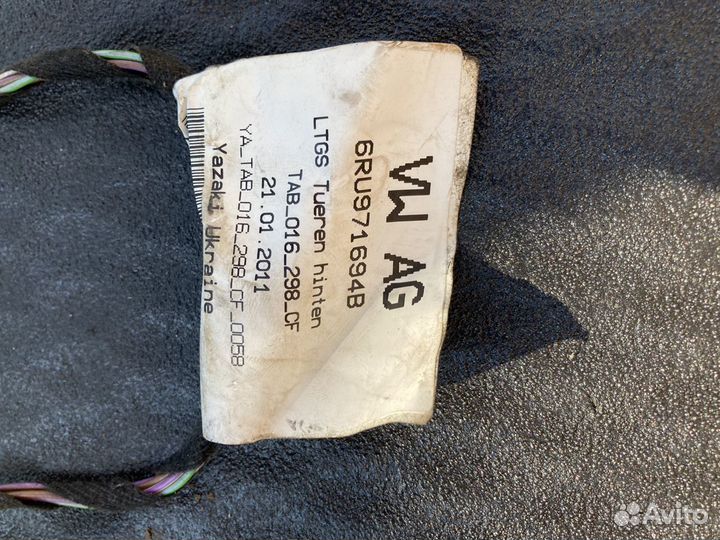 VW AG
6RU971694B
LTGS Tueren hinten
TAB_016_298_CF
21.01.2011
YA_TAB_016_298_CF_0058
Yazaki Ukraine
Avito